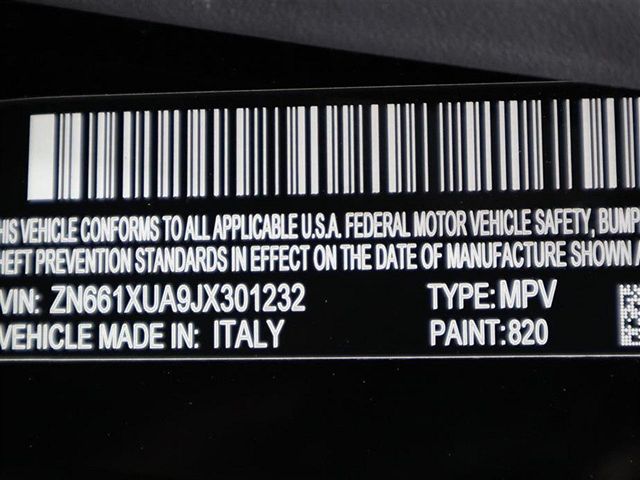 HIS VEHICLE CONFORMS TO ALL APPLICABLE U.S.A. FEDERAL MOTOR VEHICLE SAFETY, BUMP
HEFT PREVENTION STANDARDS IN EFFECT ON THE DATE OF MANUFACTURE SHOWN A
VIN: ZN661XUA9JX301232 TYPE: MPV
VEHICLE MADE IN: ITALY PAINT: 820